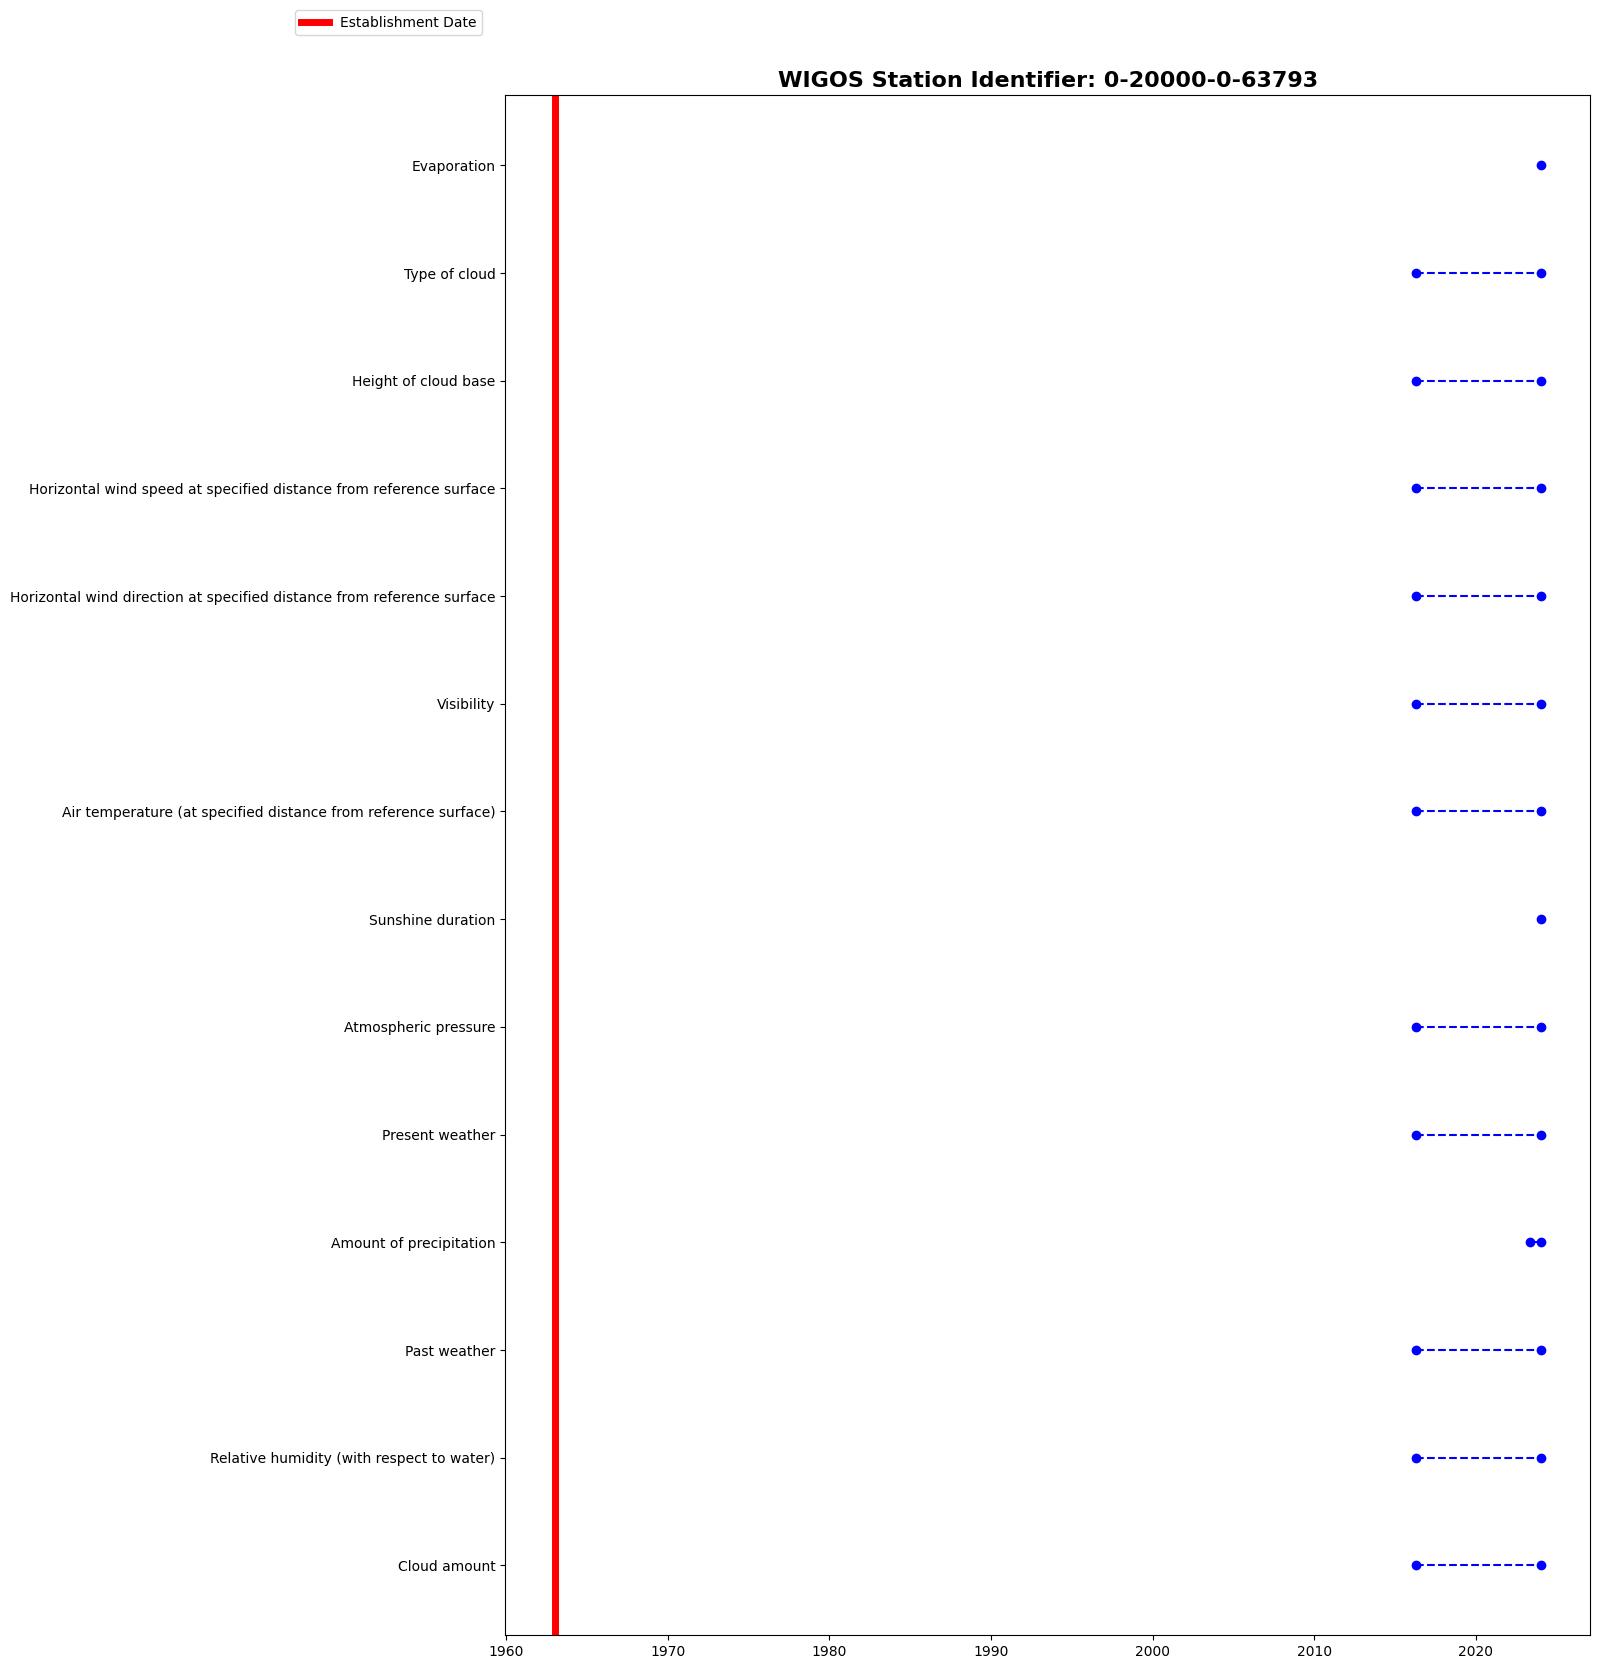 Establishment Date
WIGOS Station Identifier: 0-20000-0-63793
Evaporation
Type of cloud
Height of cloud base
Horizontal wind speed at specified distance from reference surface
Horizontal wind direction at specified distance from reference surface
Visibility
Air temperature (at specified distance from reference surface)
Sunshine duration
Atmospheric pressure
Present weather
Amount of precipitation
Past weather
Relative humidity (with respect to water)
Cloud amount
1960 1970 1980 1990 2000 2010 2020